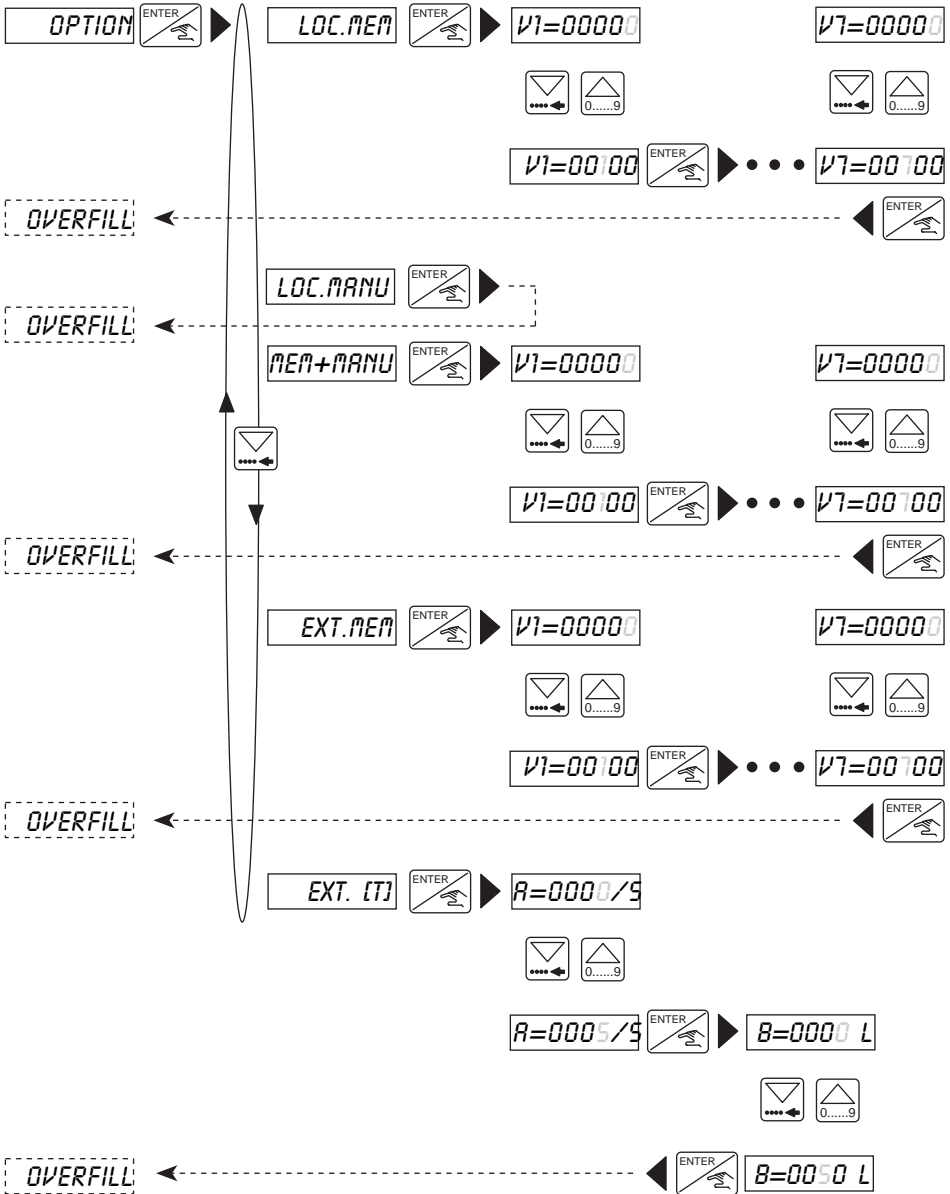 OPTION ENTER LOC.MEM ENTER V1=00000 V7=00000
0......9 0......9
V1=00100 ENTER V7=00700
OVERFILL ENTER
LOC.MANU ENTER
OVERFILL
MEM+MANU ENTER V1=00000 V7=00000
0......9 0......9
V1=00100 ENTER V7=00700
OVERFILL ENTER
EXT.MEM ENTER V1=00000 V7=00000
0......9 0......9
V1=00100 ENTER V7=00700
OVERFILL ENTER
EXT. [T] ENTER A=0000/S
0......9
A=0005/S ENTER B=0000 L
0......9
OVERFILL ENTER B=0050 L